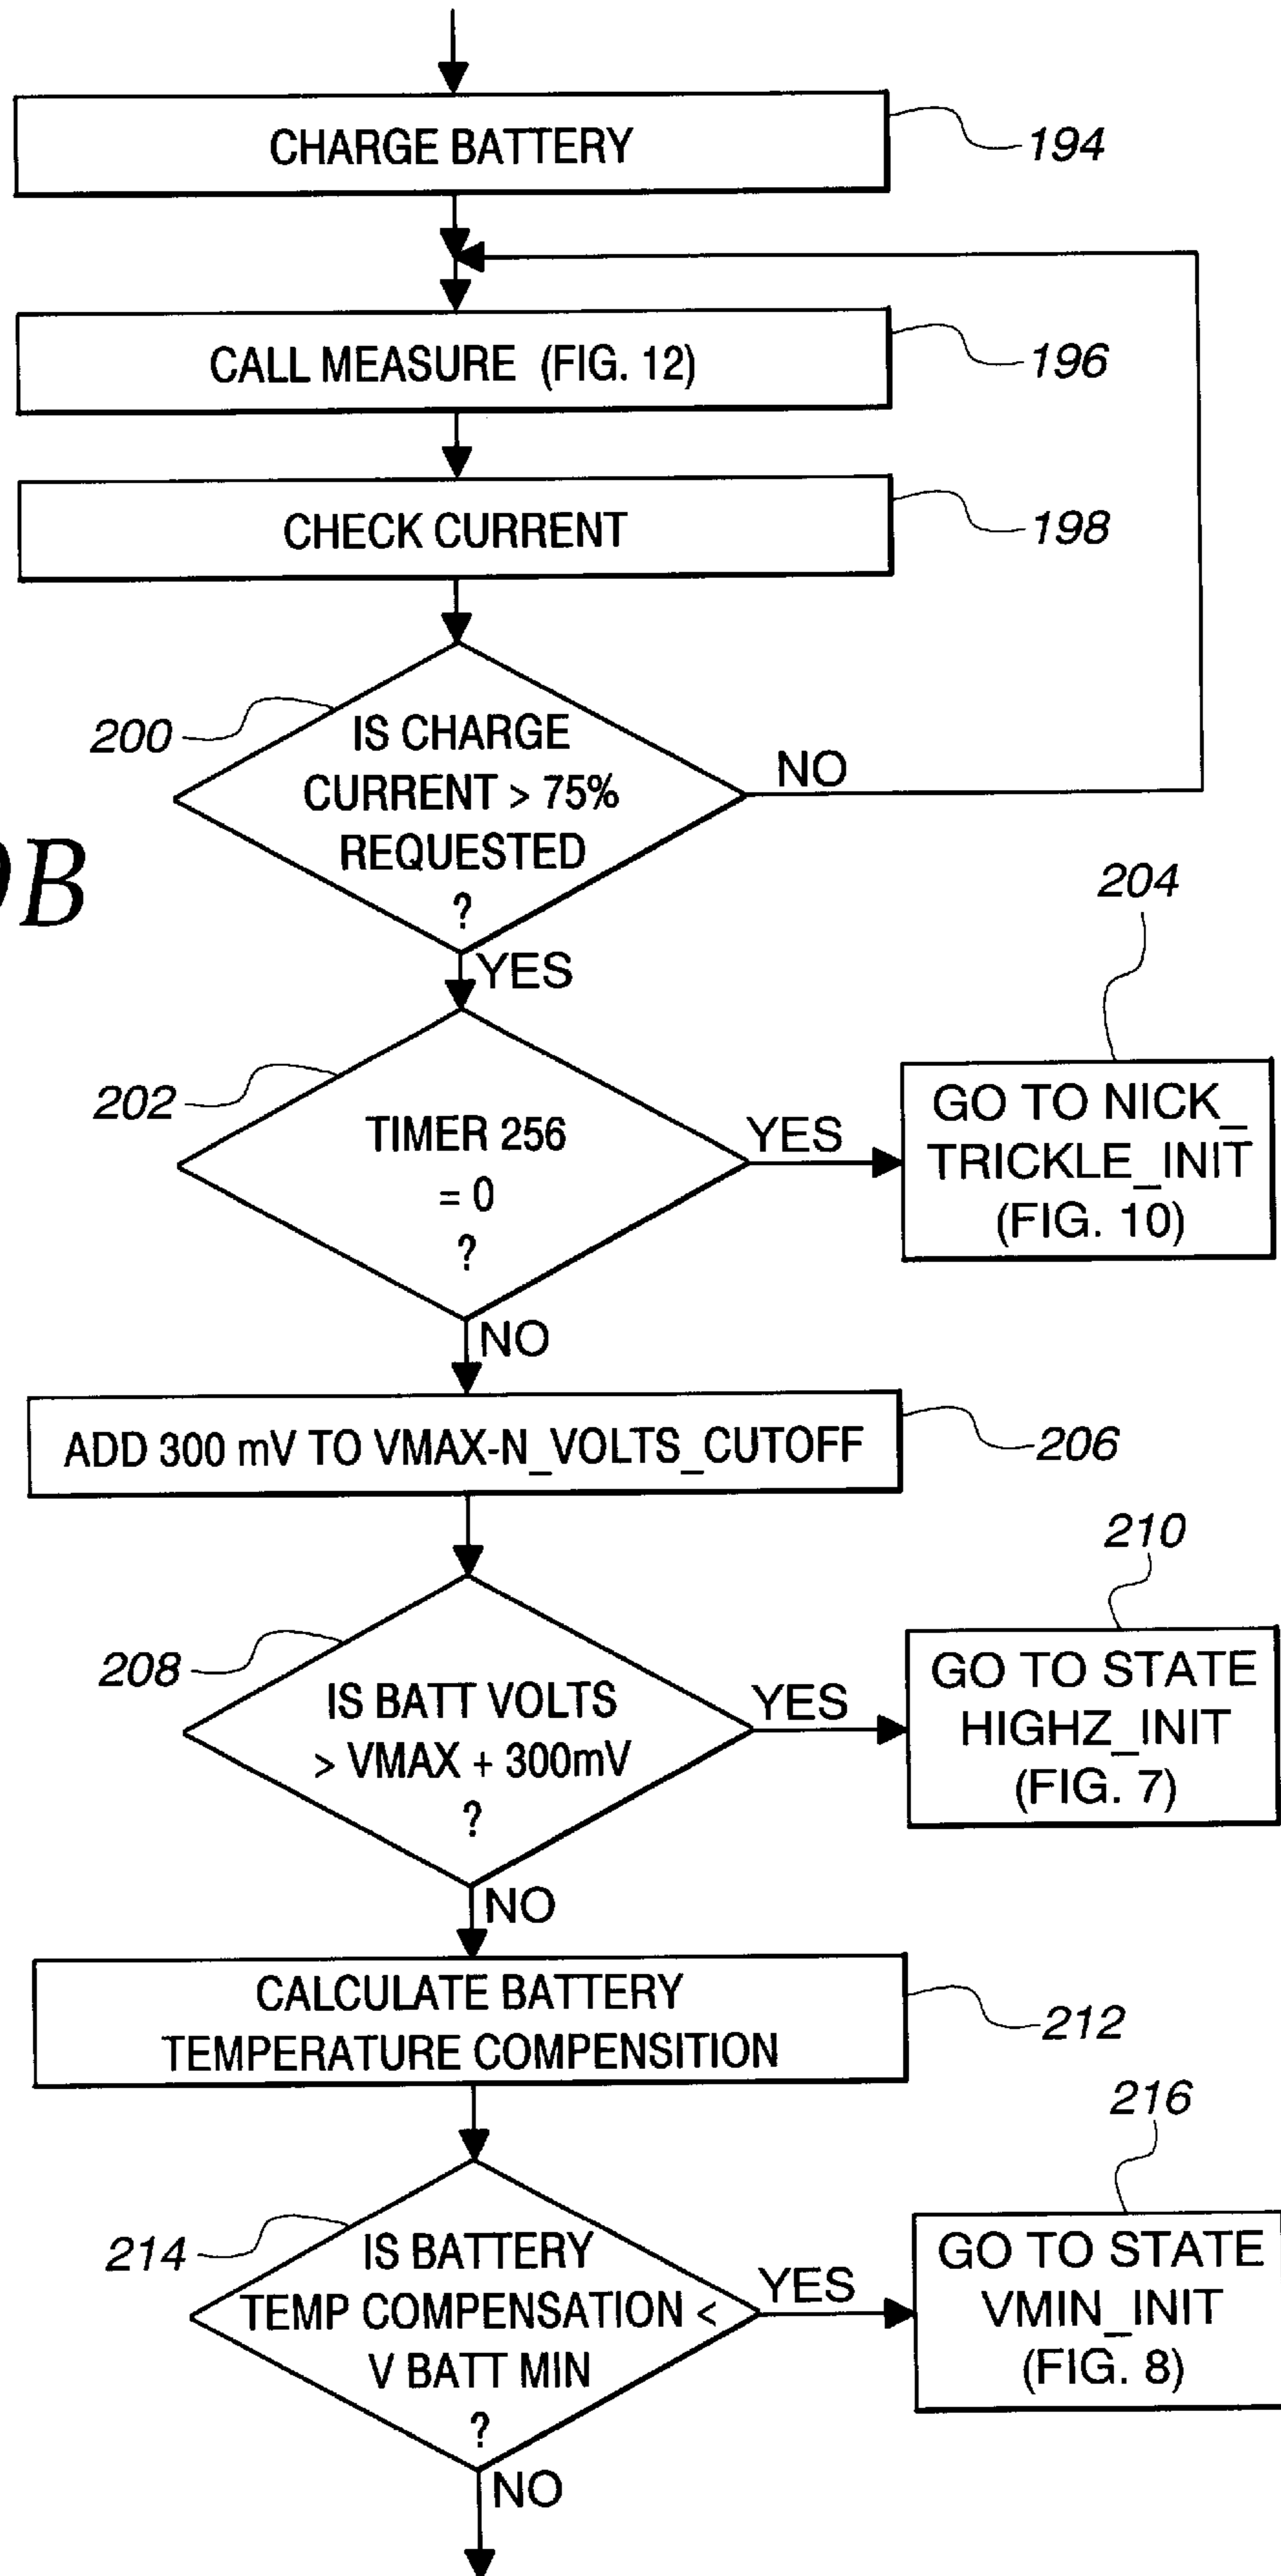 CHARGE BATTERY
194
CALL MEASURE (FIG. 12)
196
CHECK CURRENT
198
200
IS CHARGE
CURRENT > 75%
REQUESTED
?
NO
YES
9B
202
TIMER 256
= 0
?
YES
NO
204
GO TO NICK_
TRICKLE_INIT
(FIG. 10)
ADD 300 mV TO VMAX-N_VOLTS_CUTOFF
206
208
IS BATT VOLTS
> VMAX + 300mV
?
YES
NO
210
GO TO STATE
HIGHZ_INIT
(FIG. 7)
CALCULATE BATTERY
TEMPERATURE COMPENSITION
212
214
IS BATTERY
TEMP COMPENSATION <
V BATT MIN
?
YES
NO
216
GO TO STATE
VMIN_INIT
(FIG. 8)